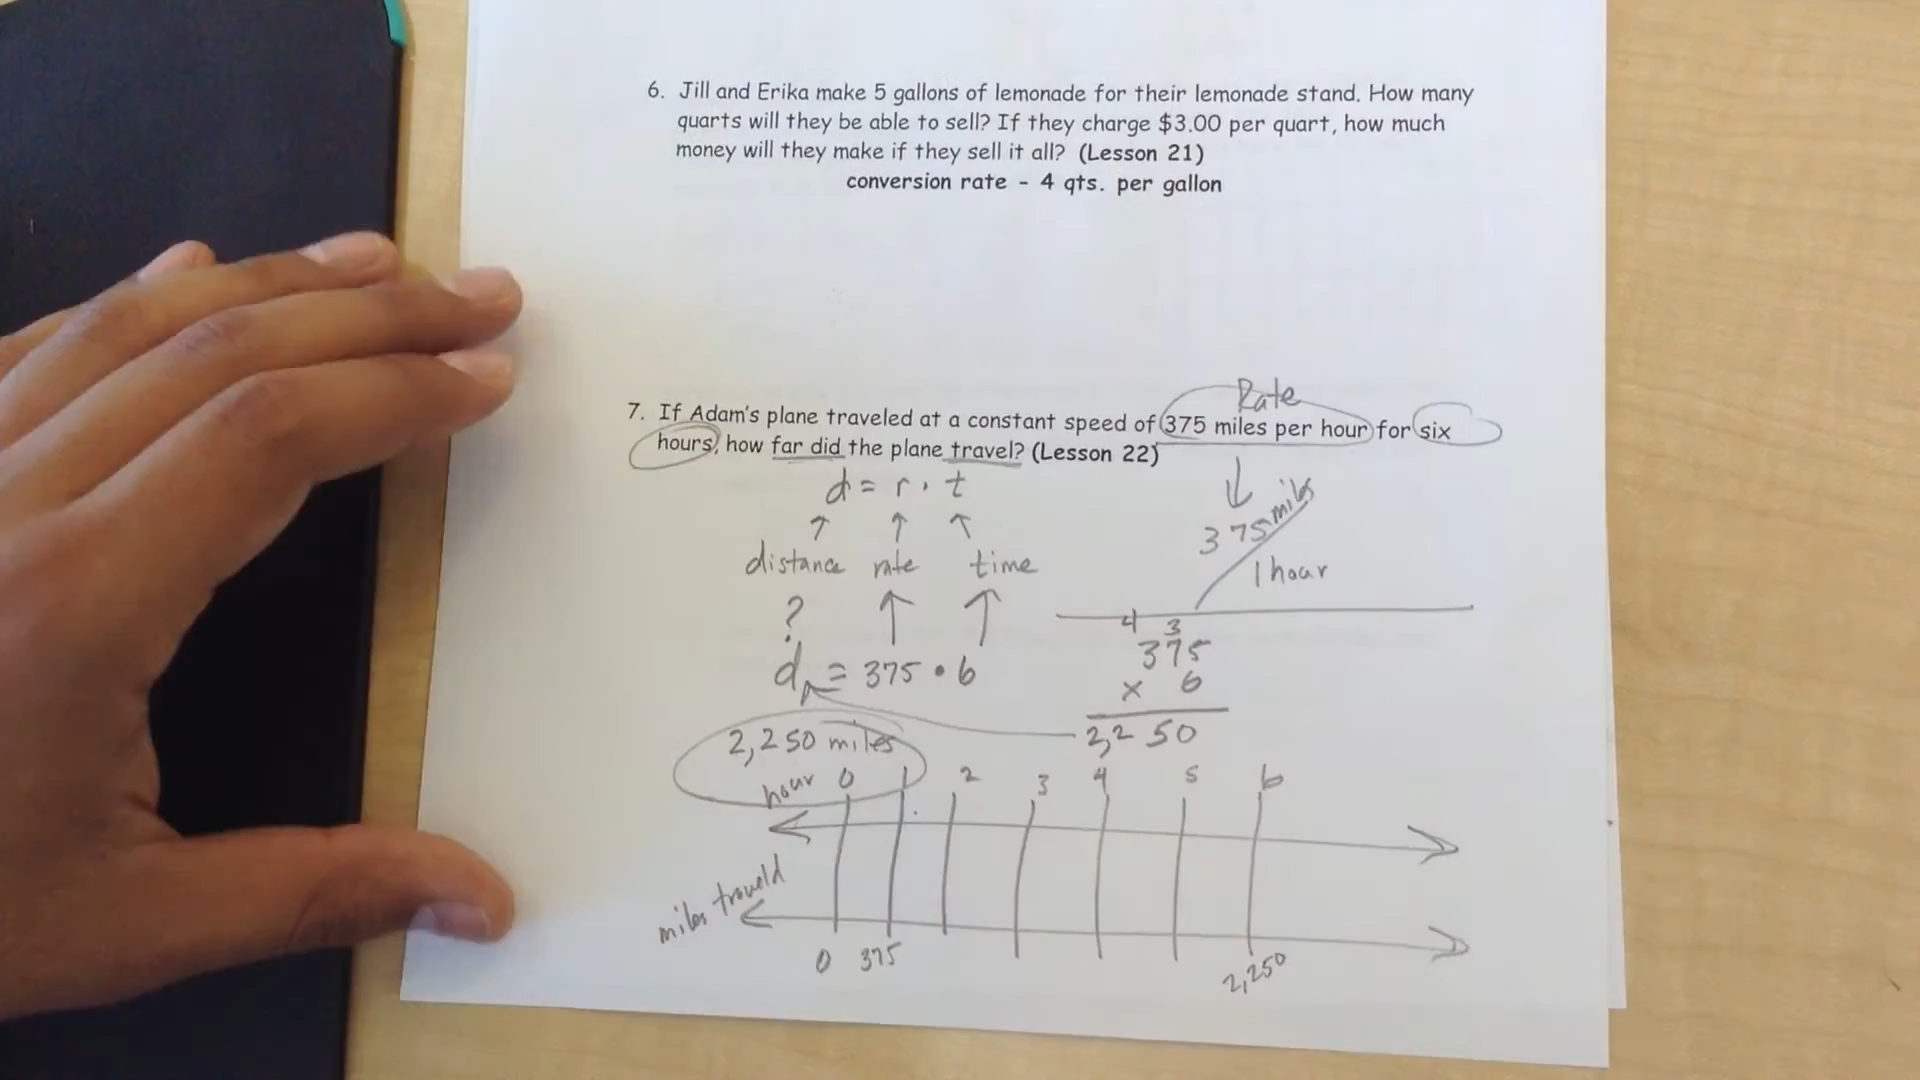 6. Jill and Erika make 5 gallons of lemonade for their lemonade stand. How many
quarts will they be able to sell? If they charge $3.00 per quart, how much
money will they make if they sell it all? (Lesson 21)
conversion rate - 4 qts. per gallon
Rate
7. If Adam's plane traveled at a constant speed of 375 miles per hour for six
hours, how far did the plane travel? (Lesson 22)
d = r · t
375 miles
distance rate time
1 hour
?
4 3
375
d = 375 • 6
x 6
2,250 miles
2,250
hour 0 1 2 3 4 5 6
miles traveld
0 375 2,250